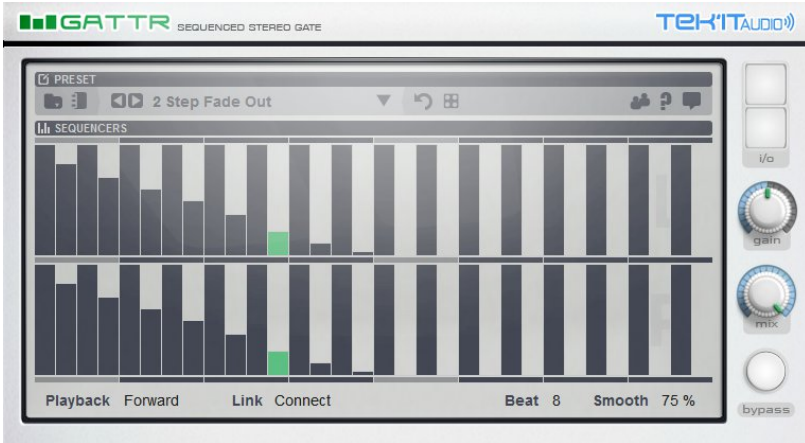 GATTR SEQUENCED STEREO GATE TEK'IT AUDIO
PRESET
2 Step Fade Out ?
SEQUENCERS
L
R
i/o
gain
mix
bypass
Playback Forward Link Connect Beat 8 Smooth 75 %